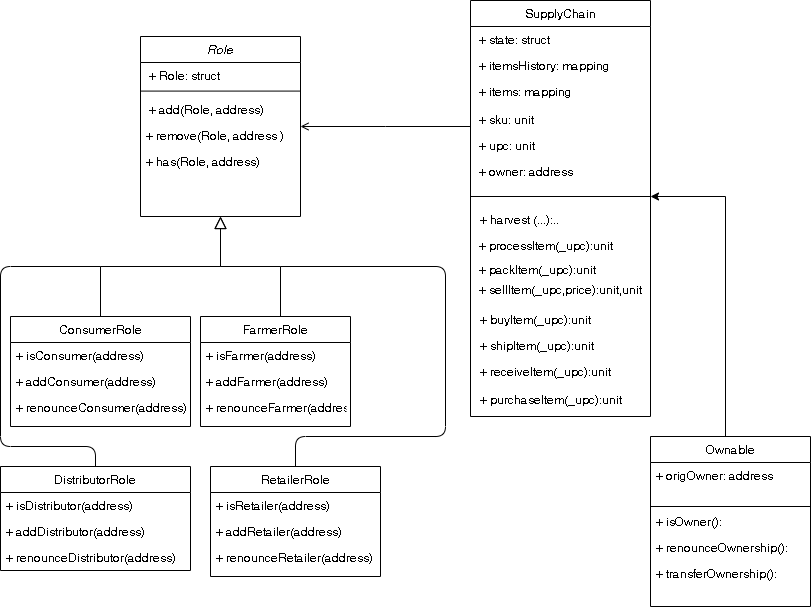 SupplyChain
+ state: struct
+ itemsHistory: mapping
+ items: mapping
+ sku: unit
+ upc: unit
+ owner: address
+ harvest (...):..
+ processItem(_upc):unit
+ packItem(_upc):unit
+ sellItem(_upc,price):unit,unit
+ buyItem(_upc):unit
+ shipItem(_upc):unit
+ receiveItem(_upc):unit
+ purchaseItem(_upc):unit
Role
+ Role: struct
+ add(Role, address)
+ remove(Role, address )
+ has(Role, address)
ConsumerRole
+ isConsumer(address)
+ addConsumer(address)
+ renounceConsumer(address)
FarmerRole
+ isFarmer(address)
+ addFarmer(address)
+ renounceFarmer(addres
DistributorRole
+ isDistributor(address)
+ addDistributor(address)
+ renounceDistributor(address)
RetailerRole
+ isRetailer(address)
+ addRetailer(address)
+ renounceRetailer(address)
Ownable
+ origOwner: address
+ isOwner():
+ renounceOwnership():
+ transferOwnership():